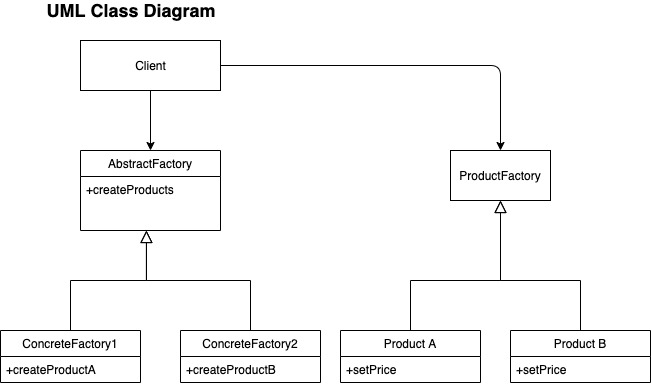 UML Class Diagram
Client
AbstractFactory
+createProducts
ProductFactory
ConcreteFactory1
+createProductA
ConcreteFactory2
+createProductB
Product A
+setPrice
Product B
+setPrice